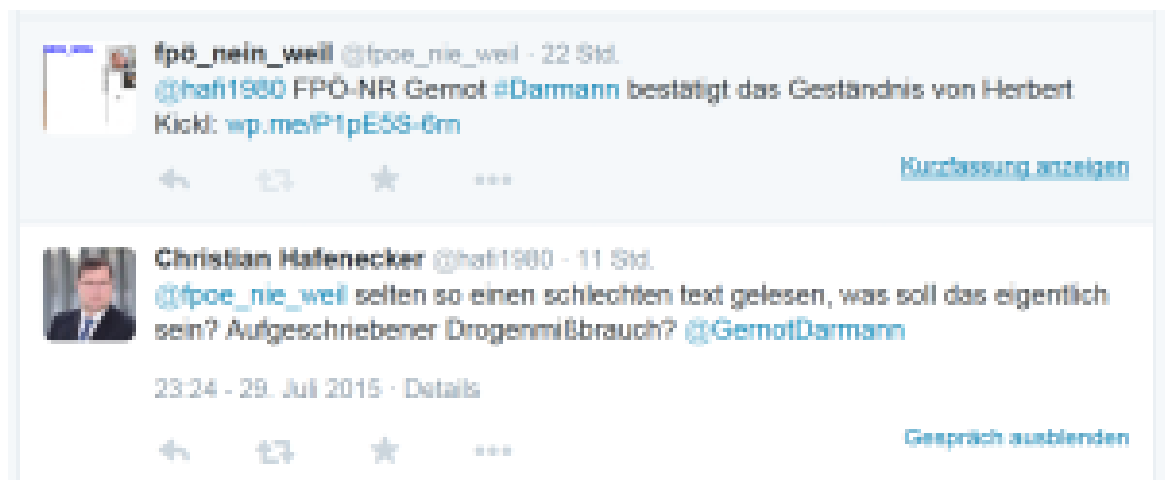 fpö_nein_weil @fpoe_nie_weil · 22 Std.
@hafi1980 FPÖ-NR Gernot #Darmann bestätigt das Geständnis von Herbert
Kickl: wp.me/P1pE5S-6rn
Kurzfassung anzeigen
Christian Hafenecker @hafi1980 · 11 Std.
@fpoe_nie_weil selten so einen schlechten text gelesen, was soll das eigentlich
sein? Aufgeschriebener Drogenmißbrauch? @GernotDarmann
23:24 - 29. Juli 2015 · Details
Gespräch ausblenden